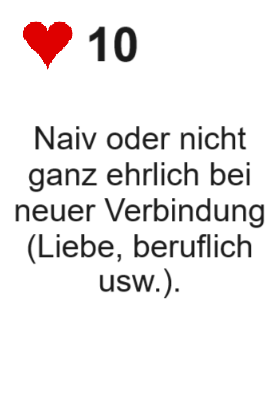 10
Naiv oder nicht
ganz ehrlich bei
neuer Verbindung
(Liebe, beruflich
usw.).